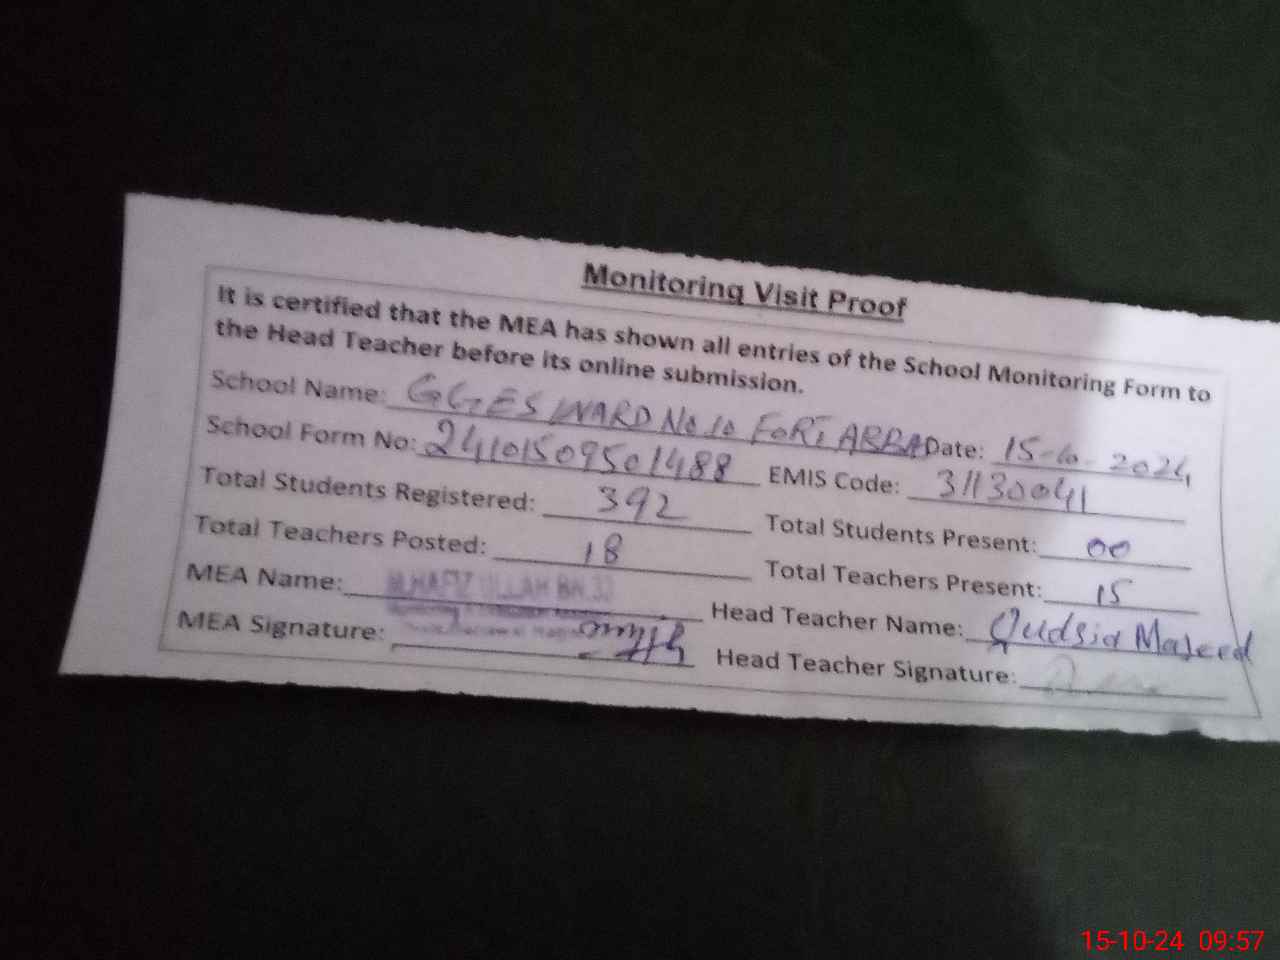 Monitoring Visit Proof
It is certified that the MEA has shown all entries of the School Monitoring Form to
the Head Teacher before its online submission.
School Name: GGES WARD No 10 FORT ABBA Date: 15-10-2024
School Form No: 24101509501488 EMIS Code: 31130041
Total Students Registered: 392 Total Students Present: 00
Total Teachers Posted: 18 Total Teachers Present: 15
MEA Name: M.HAFIZ ULLAH Head Teacher Name: Qudsia Majeed
MEA Signature: Head Teacher Signature:
15-10-24 09:57